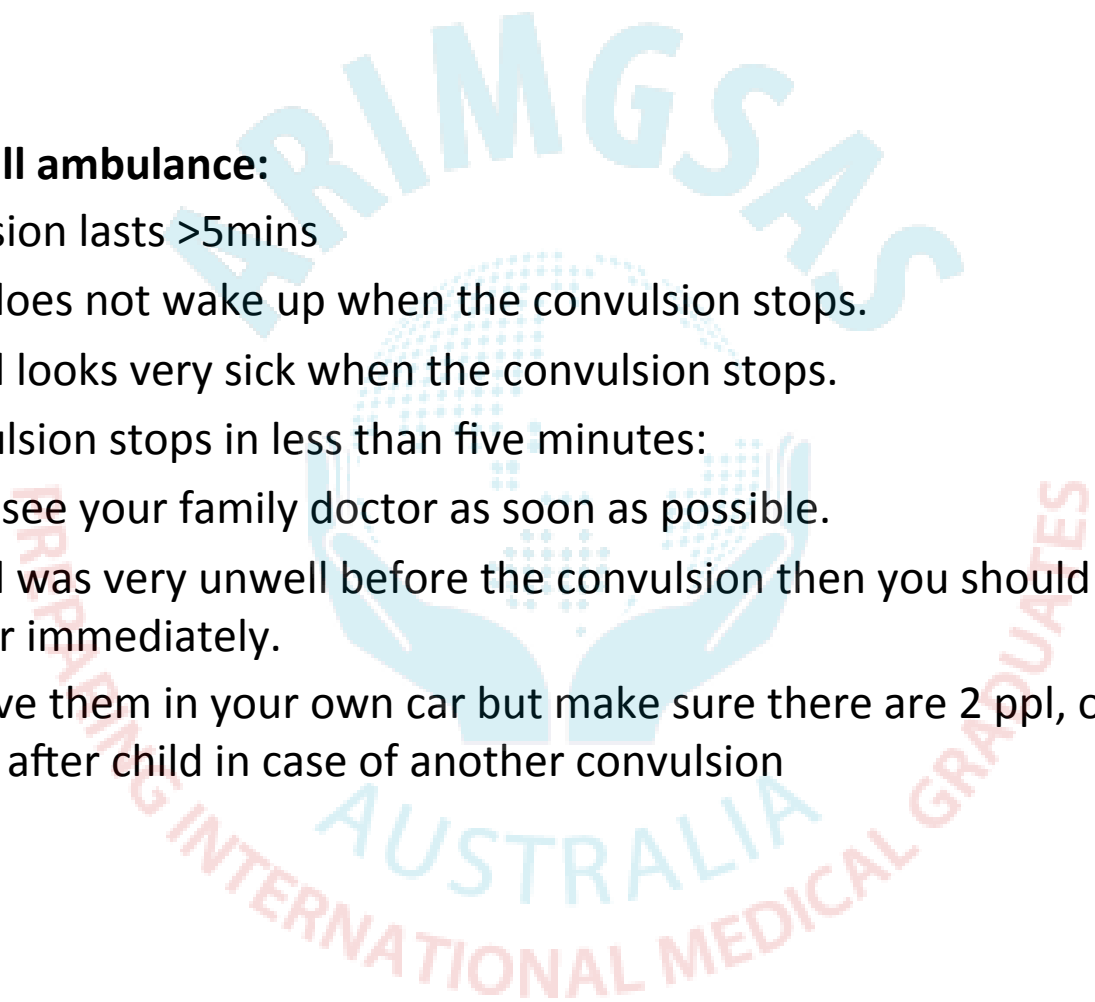 ll ambulance:
sion lasts >5mins
does not wake up when the convulsion stops.
l looks very sick when the convulsion stops.
ulsion stops in less than five minutes:
see your family doctor as soon as possible.
l was very unwell before the convulsion then you should
r immediately.
ve them in your own car but make sure there are 2 ppl, o
after child in case of another convulsion
ARIMGSAS
AUSTRALIA
PREPARING INTERNATIONAL MEDICAL GRADUATES